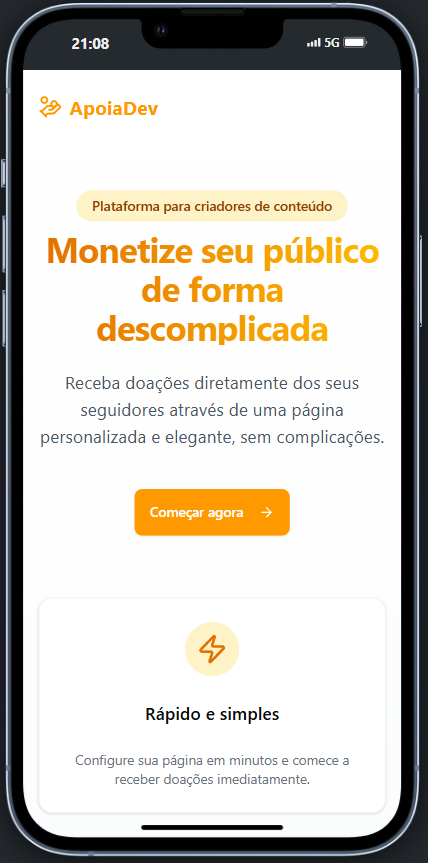 21:08
5G
ApoiaDev
Plataforma para criadores de conteúdo
Monetize seu público
de forma
descomplicada
Receba doações diretamente dos seus
seguidores através de uma página
personalizada e elegante, sem complicações.
Começar agora
Rápido e simples
Configure sua página em minutos e comece a
receber doações imediatamente.